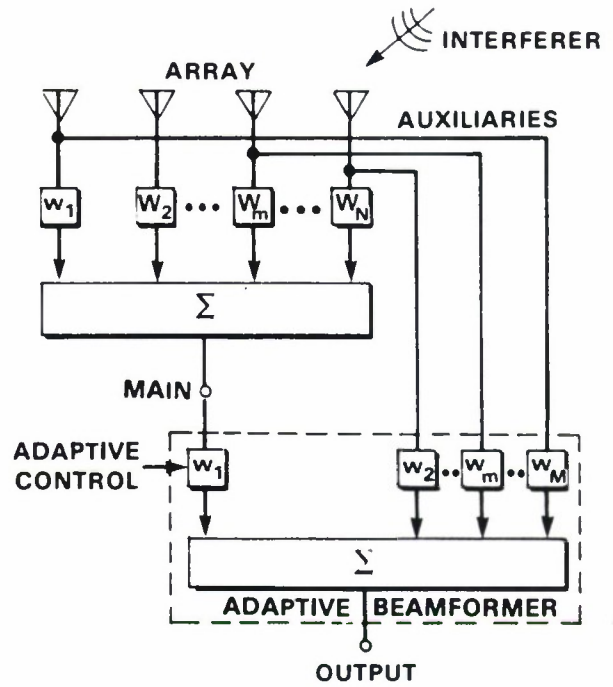 INTERFERER
ARRAY
AUXILIARIES
w1 W2 ••• Wm ••• WN
Σ
MAIN
ADAPTIVE
CONTROL
w1 w2 •• wm •• wM
Σ
ADAPTIVE BEAMFORMER
OUTPUT